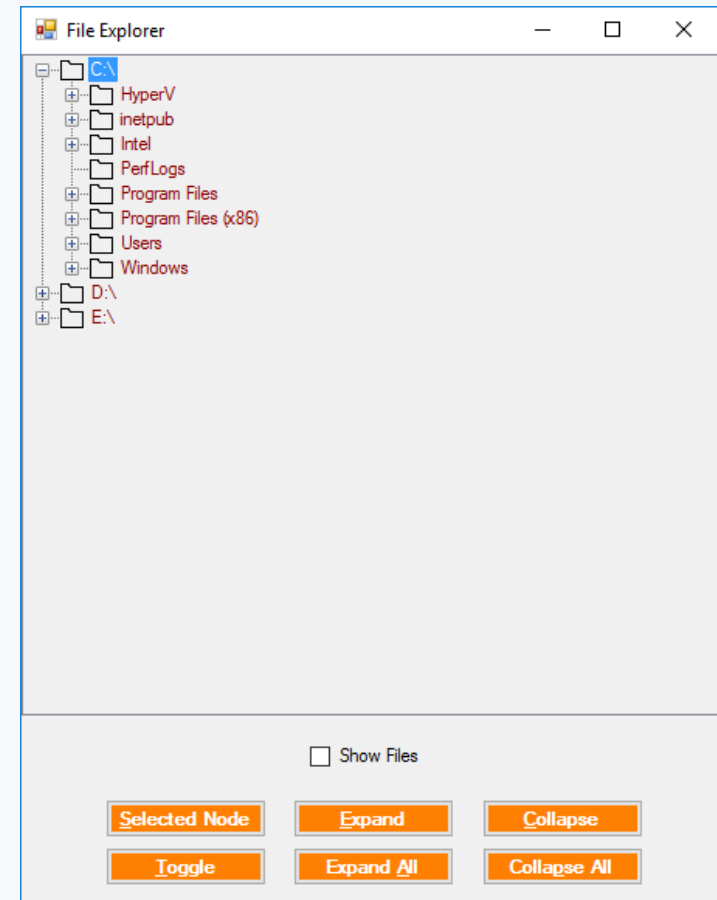 File Explorer
C:\
HyperV
inetpub
Intel
PerfLogs
Program Files
Program Files (x86)
Users
Windows
D:\
E:\
Show Files
Selected Node Expand Collapse
Toggle Expand All Collapse All